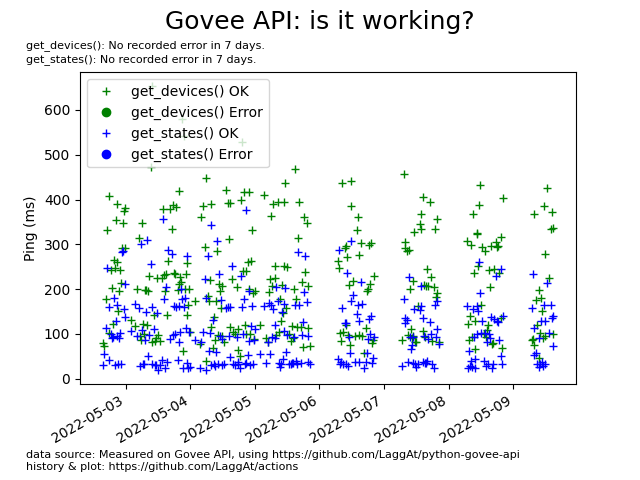 Govee API: is it working?
get_devices(): No recorded error in 7 days.
get_states(): No recorded error in 7 days.
get_devices() OK
get_devices() Error
get_states() OK
get_states() Error
Ping (ms)
600
500
400
300
200
100
0
2022-05-03
2022-05-04
2022-05-05
2022-05-06
2022-05-07
2022-05-08
2022-05-09
data source: Measured on Govee API, using https://github.com/LaggAt/python-govee-api
history & plot: https://github.com/LaggAt/actions